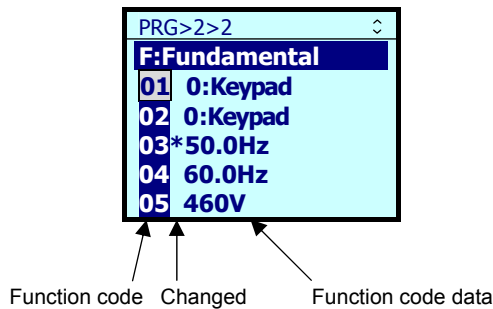 PRG>2>2
F:Fundamental
01 0:Keypad
02 0:Keypad
03*50.0Hz
04 60.0Hz
05 460V
Function code Changed Function code data